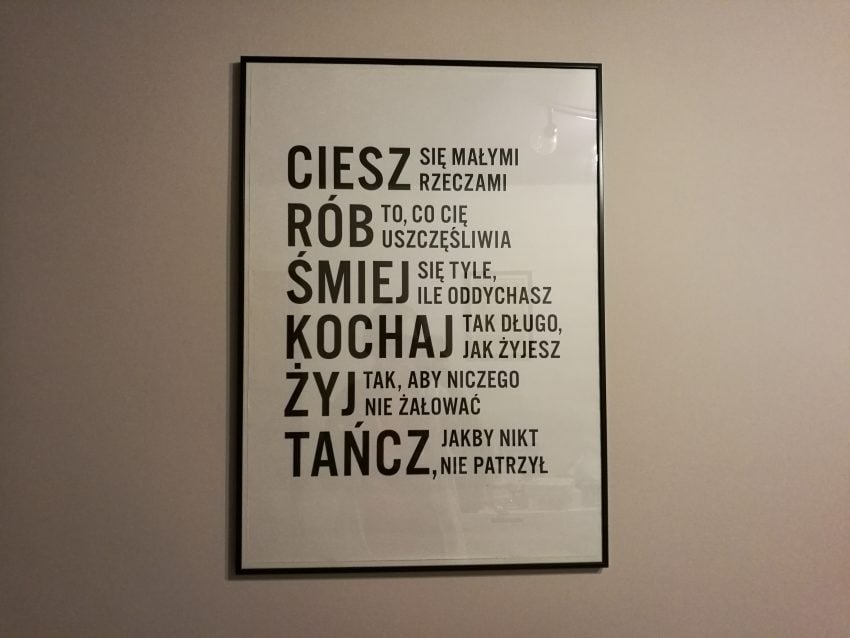 CIESZ SIĘ MAŁYMI
RZECZAMI
RÓB TO, CO CIĘ
USZCZĘŚLIWIA
ŚMIEJ SIĘ TYLE,
ILE ODDYCHASZ
KOCHAJ TAK DŁUGO,
JAK ŻYJESZ
ŻYJ TAK, ABY NICZEGO
NIE ŻAŁOWAĆ
TAŃCZ, JAKBY NIKT
NIE PATRZYŁ